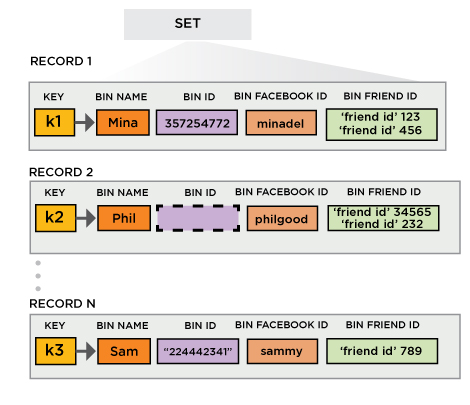 SET
RECORD 1
KEY BIN NAME BIN ID BIN FACEBOOK ID BIN FRIEND ID
k1 Mina 357254772 minadel ‘friend id’ 123
‘friend id’ 456
RECORD 2
KEY BIN NAME BIN ID BIN FACEBOOK ID BIN FRIEND ID
k2 Phil philgood ‘friend id’ 34565
‘friend id’ 232
RECORD N
KEY BIN NAME BIN ID BIN FACEBOOK ID BIN FRIEND ID
k3 Sam “224442341” sammy ‘friend id’ 789